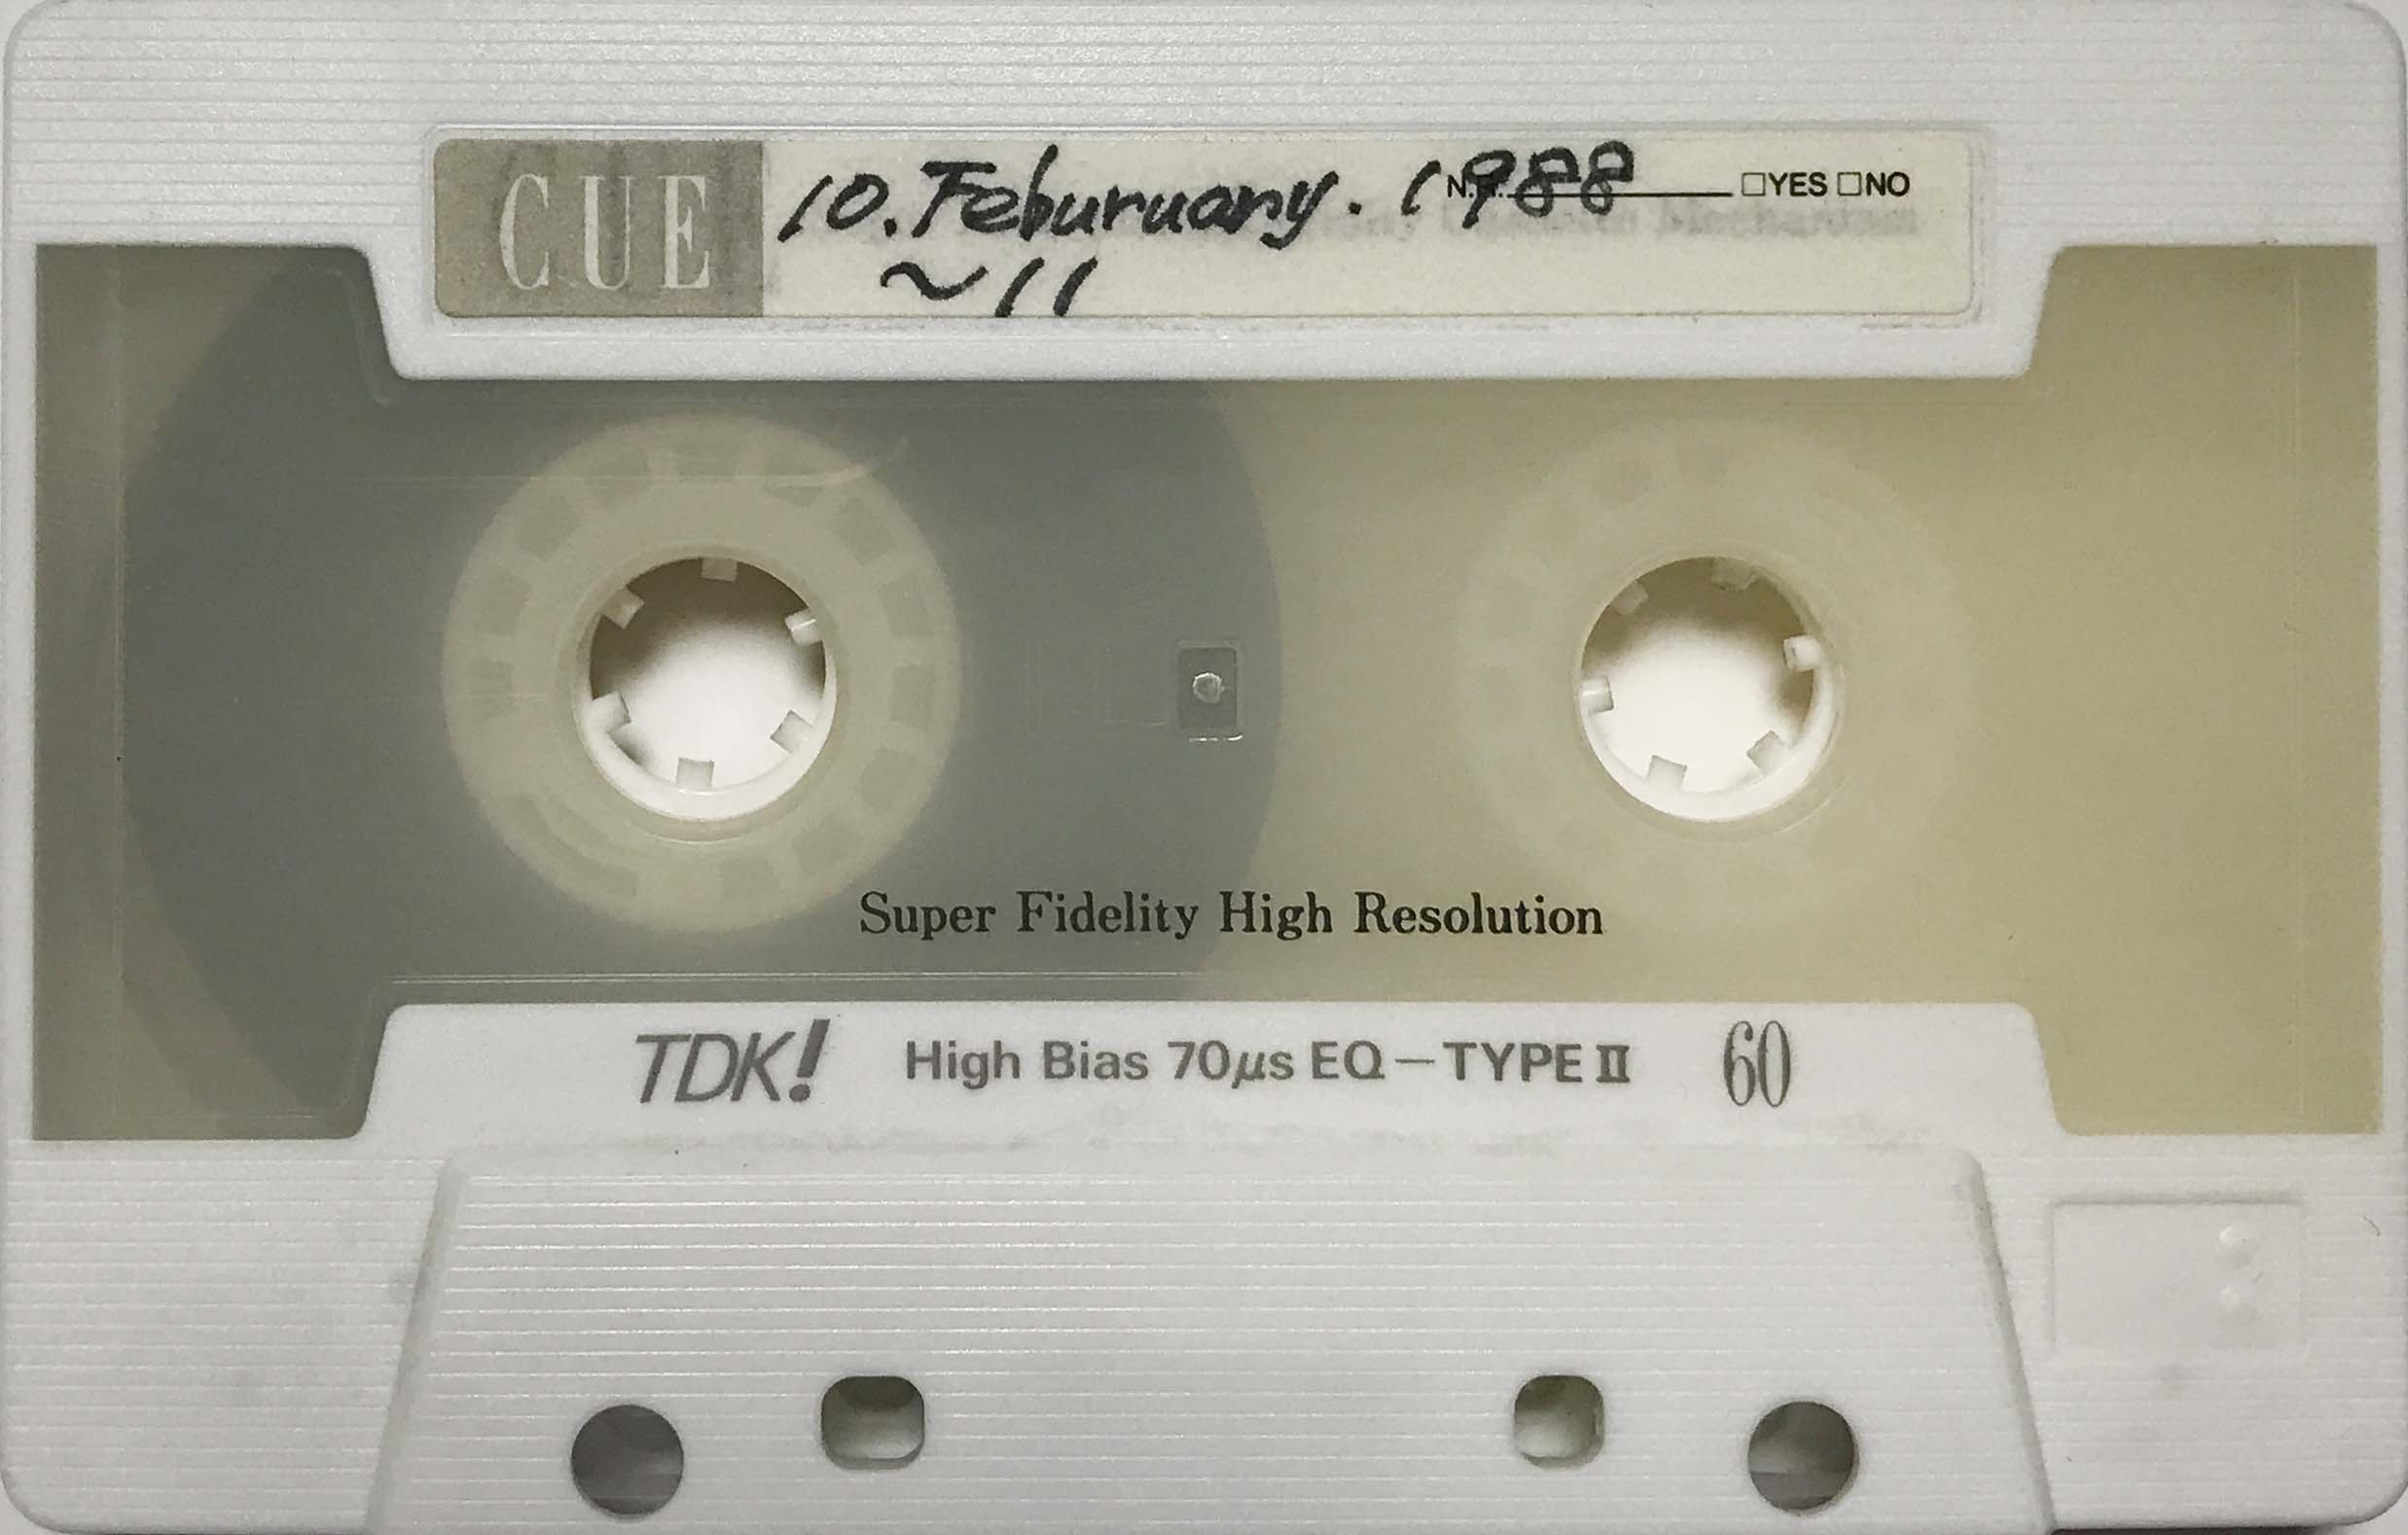 CUE
10. Feburuary. 1988
N.R. □YES □NO
~11
Super Fidelity High Resolution
TDK! High Bias 70μs EQ–TYPE II 60